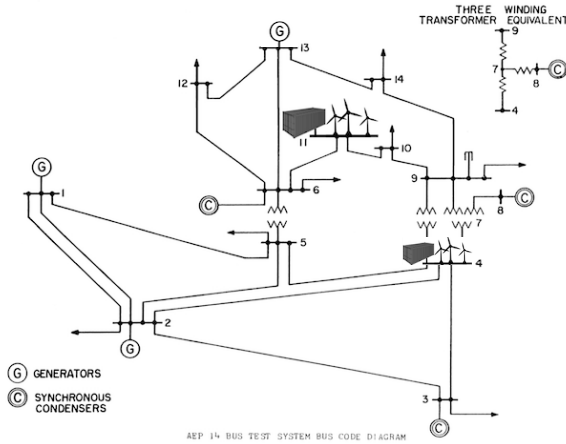 THREE WINDING
TRANSFORMER EQUIVALENT
9
7
8
C
4
G
13
12
14
11
10
G
1
C
6
9
7
8
C
5
4
2
G
3
C
G GENERATORS
C SYNCHRONOUS
CONDENSERS
AEP 14 BUS TEST SYSTEM BUS CODE DIAGRAM